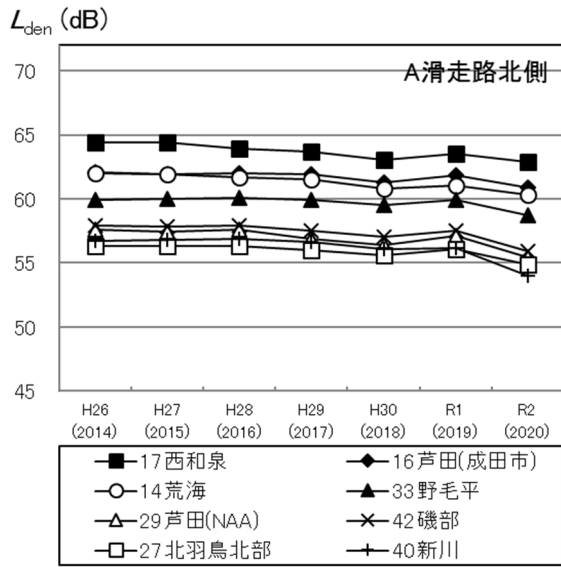 Lden (dB)
A滑走路北側
70
65
60
55
50
45
H26 H27 H28 H29 H30 R1 R2
(2014) (2015) (2016) (2017) (2018) (2019) (2020)
17西和泉 16芦田(成田市)
14荒海 33野毛平
29芦田(NAA) 42磯部
27北羽鳥北部 40新川